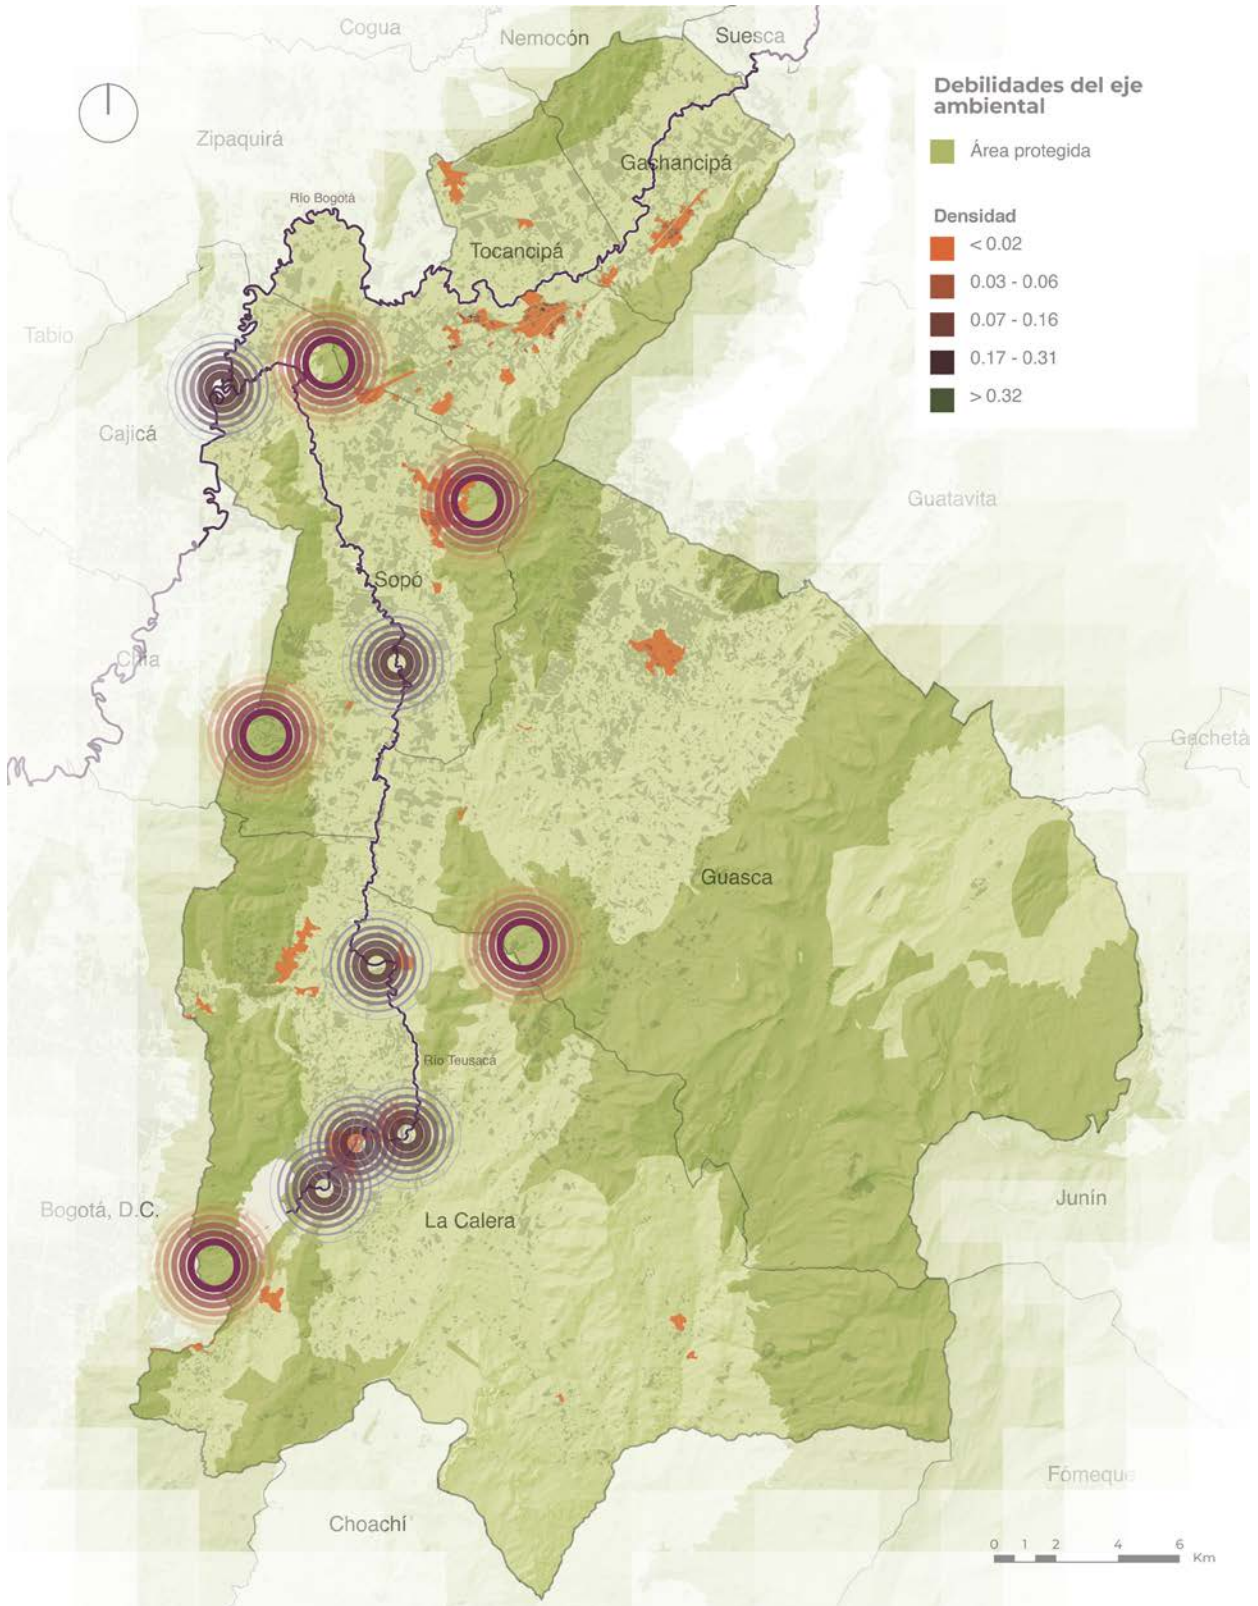 Cogua
Nemocón
Suesca
Debilidades del eje
ambiental
Área protegida
Zipaquirá
Gachancipá
Río Bogotá
Densidad
< 0.02
Tocancipá
0.03 - 0.06
0.07 - 0.16
Tabio
0.17 - 0.31
> 0.32
Cajicá
Guatavita
Sopó
Chía
Gachetá
Guasca
Río Teusacá
Junín
Bogotá, D.C.
La Calera
Fómeque
Choachí
0 1 2 4 6
Km